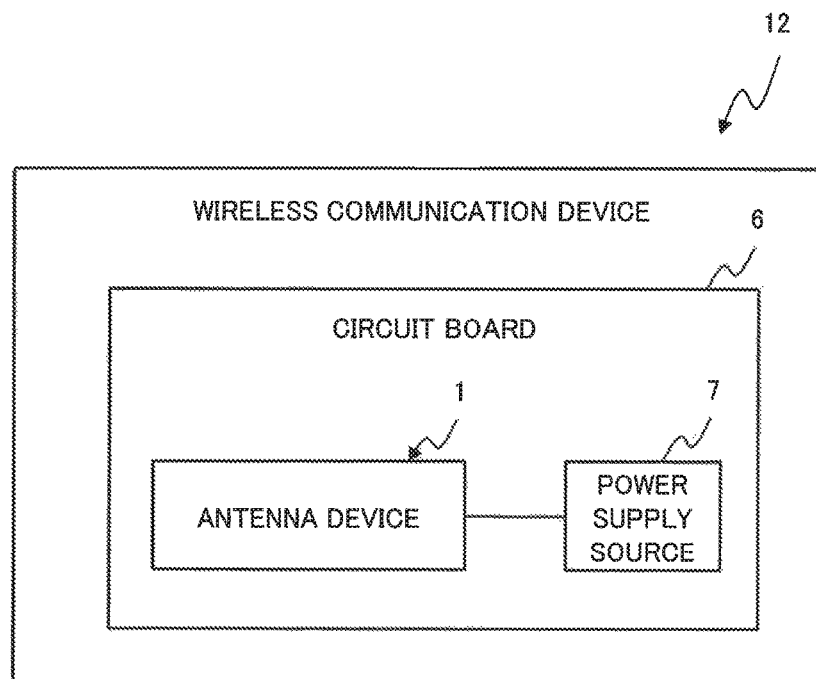 12
WIRELESS COMMUNICATION DEVICE
6
CIRCUIT BOARD
1
7
ANTENNA DEVICE
POWER
SUPPLY
SOURCE